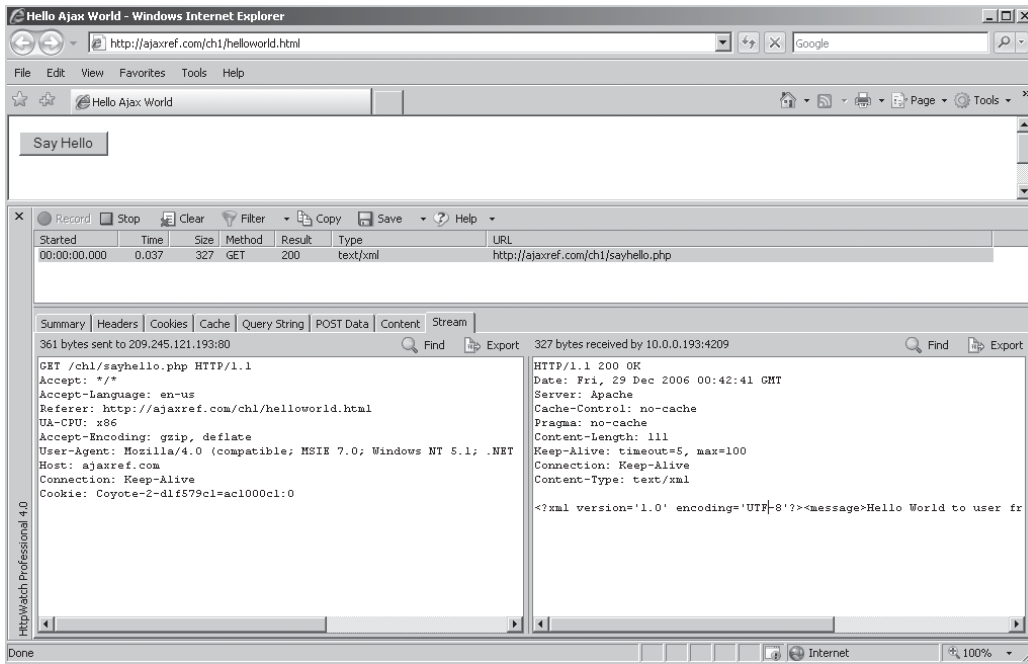 Hello Ajax World - Windows Internet Explorer
http://ajaxref.com/ch1/helloworld.html
Google
File Edit View Favorites Tools Help
Hello Ajax World
Page Tools »
Say Hello
Record Stop Clear Filter Copy Save Help
Started Time Size Method Result Type URL
00:00:00.000 0.037 327 GET 200 text/xml http://ajaxref.com/ch1/sayhello.php
Summary Headers Cookies Cache Query String POST Data Content Stream
361 bytes sent to 209.245.121.193:80 Find Export
327 bytes received by 10.0.0.193:4209 Find Export
GET /ch1/sayhello.php HTTP/1.1
Accept: */*
Accept-Language: en-us
Referer: http://ajaxref.com/ch1/helloworld.html
UA-CPU: x86
Accept-Encoding: gzip, deflate
User-Agent: Mozilla/4.0 (compatible; MSIE 7.0; Windows NT 5.1; .NET
Host: ajaxref.com
Connection: Keep-Alive
Cookie: Coyote-2-d1f579c1=ac1000c1:0
HTTP/1.1 200 OK
Date: Fri, 29 Dec 2006 00:42:41 GMT
Server: Apache
Cache-Control: no-cache
Pragma: no-cache
Content-Length: 111
Keep-Alive: timeout=5, max=100
Connection: Keep-Alive
Content-Type: text/xml
<?xml version='1.0' encoding='UTF-8'?><message>Hello World to user fr
HttpWatch Professional 4.0
Done
Internet
100%